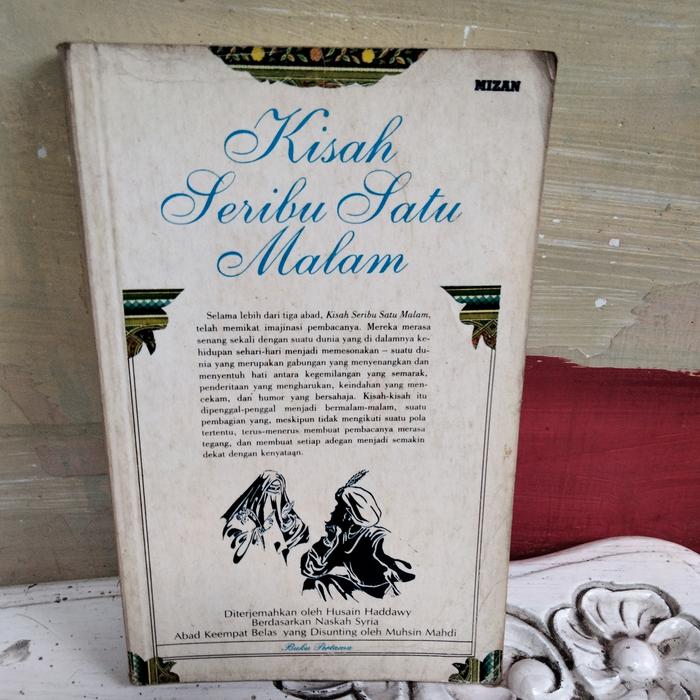 MIZAN
Kisah
Seribu Satu
Malam
Selama lebih dari tiga abad, Kisah Seribu Satu Malam,
telah memikat imajinasi pembacanya. Mereka merasa
senang sekali dengan suatu dunia yang di dalamnya ke-
hidupan sehari-hari menjadi memesonakan – suatu du-
nia yang merupakan gabungan yang menyenangkan dan
menyentuh hati antara kegemilangan yang semarak,
penderitaan yang mengharukan, keindahan yang men-
cekam, dan humor yang bersahaja. Kisah-kisah itu
dipenggal-penggal menjadi bermalam-malam, suatu
pembagian yang, meskipun tidak mengikuti suatu pola
tertentu, terus-menerus membuat pembacanya merasa
tegang, dan membuat setiap adegan menjadi semakin
dekat dengan kenyataan.
Diterjemahkan oleh Husain Haddawy
Berdasarkan Naskah Syria
Abad Keempat Belas yang Disunting oleh Muhsin Mahdi
Buku Pertama